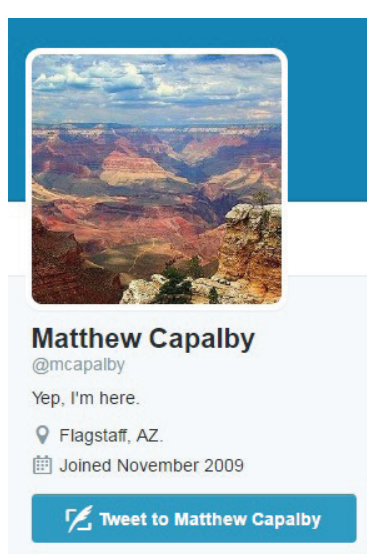 Matthew Capalby
@mcapalby
Yep, I'm here.
Flagstaff, AZ.
Joined November 2009
Tweet to Matthew Capalby